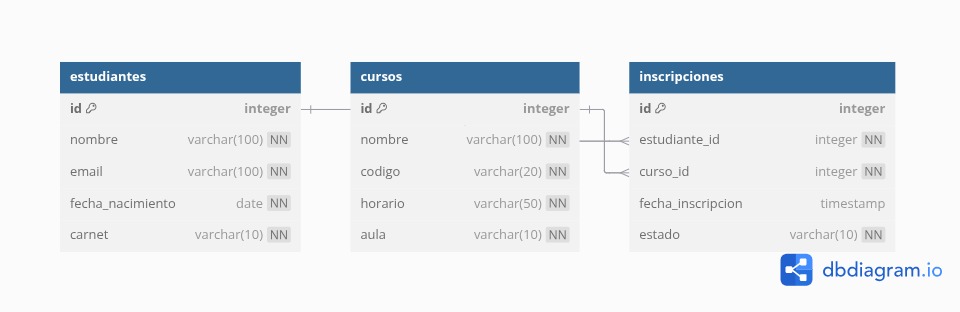 estudiantes
id integer
nombre varchar(100) NN
email varchar(100) NN
fecha_nacimiento date NN
carnet varchar(10) NN
cursos
id integer
nombre varchar(100) NN
codigo varchar(20) NN
horario varchar(50) NN
aula varchar(10) NN
inscripciones
id integer
estudiante_id integer NN
curso_id integer NN
fecha_inscripcion timestamp
estado varchar(10) NN
dbdiagram.io